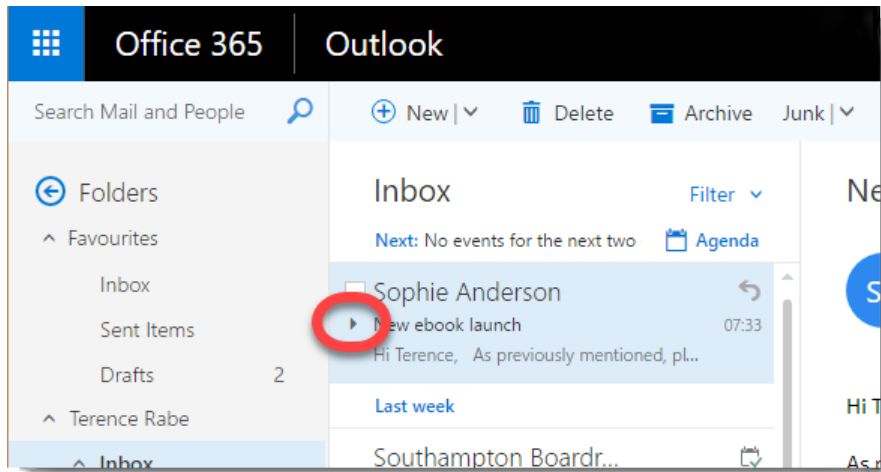 Office 365 Outlook
Search Mail and People
New Delete Archive Junk
Folders
Favourites
Inbox
Sent Items
Drafts 2
Terence Rabe
Inbox
Inbox Filter
Next: No events for the next two Agenda
Sophie Anderson
New ebook launch 07:33
Hi Terence, As previously mentioned, pl...
Last week
Southampton Boardr...
Ne
S
Hi T